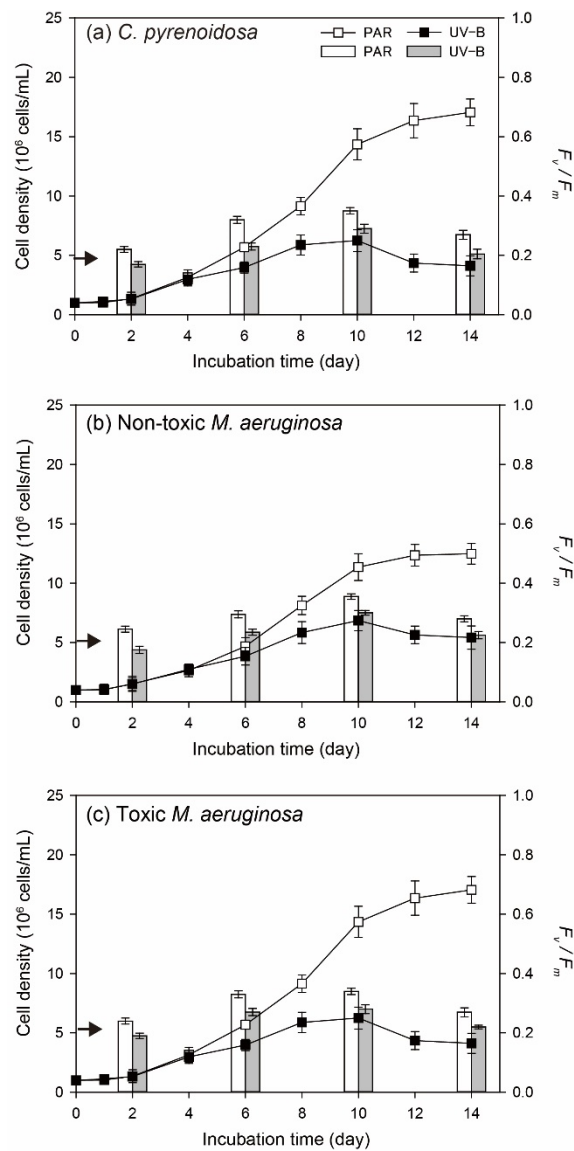 (a) C. pyrenoidosa
PAR UV-B
PAR UV-B
Cell density (10⁶ cells/mL)
25
20
15
10
5
0
1.0
0.8
0.6
0.4
0.2
0.0
Fv / Fm
0 2 4 6 8 10 12 14
Incubation time (day)
(b) Non-toxic M. aeruginosa
Cell density (10⁶ cells/mL)
25
20
15
10
5
0
1.0
0.8
0.6
0.4
0.2
0.0
Fv / Fm
0 2 4 6 8 10 12 14
Incubation time (day)
(c) Toxic M. aeruginosa
Cell density (10⁶ cells/mL)
25
20
15
10
5
0
1.0
0.8
0.6
0.4
0.2
0.0
Fv / Fm
0 2 4 6 8 10 12 14
Incubation time (day)